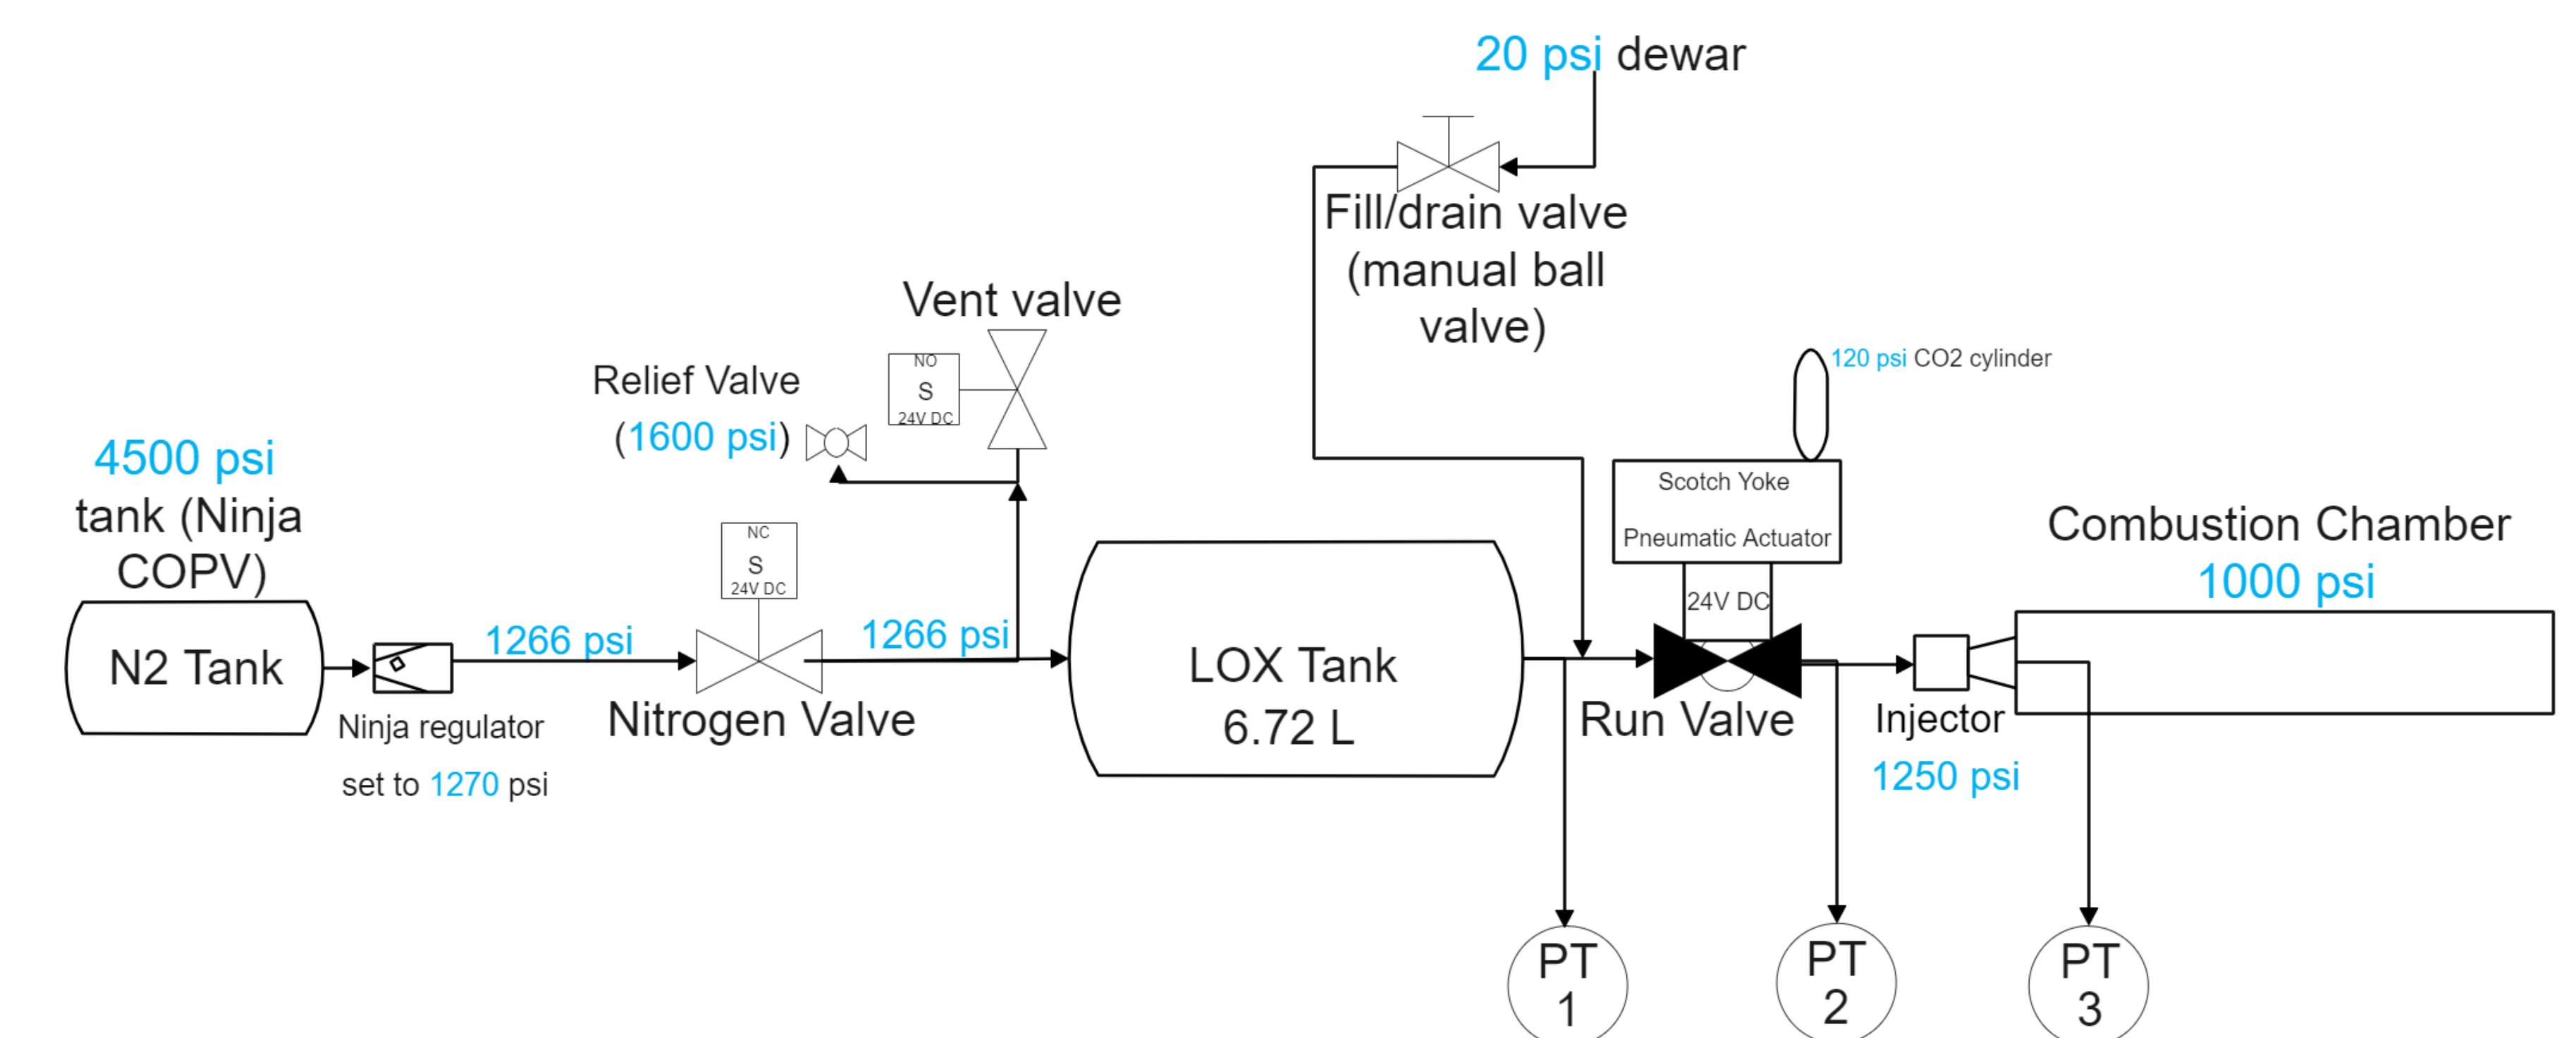 20 psi dewar
Fill/drain valve
(manual ball
valve)
Vent valve
NO
S
24V DC
Relief Valve
(1600 psi)
120 psi CO2 cylinder
4500 psi
tank (Ninja
COPV)
N2 Tank
Ninja regulator
set to 1270 psi
1266 psi
NC
S
24V DC
Nitrogen Valve
1266 psi
LOX Tank
6.72 L
Scotch Yoke
Pneumatic Actuator
24V DC
Run Valve
Injector
1250 psi
Combustion Chamber
1000 psi
PT
1
PT
2
PT
3